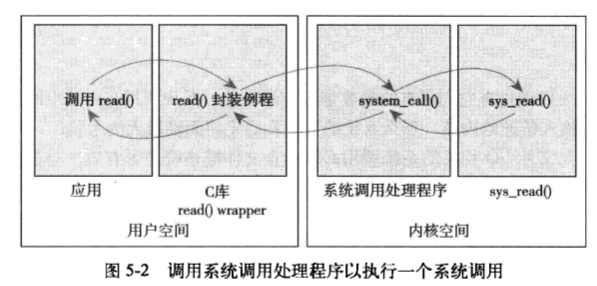 调用 read()
read() 封装例程
system_call()
sys_read()
应用
C库
read() wrapper
系统调用处理程序
sys_read()
用户空间
内核空间
图 5-2 调用系统调用处理程序以执行一个系统调用